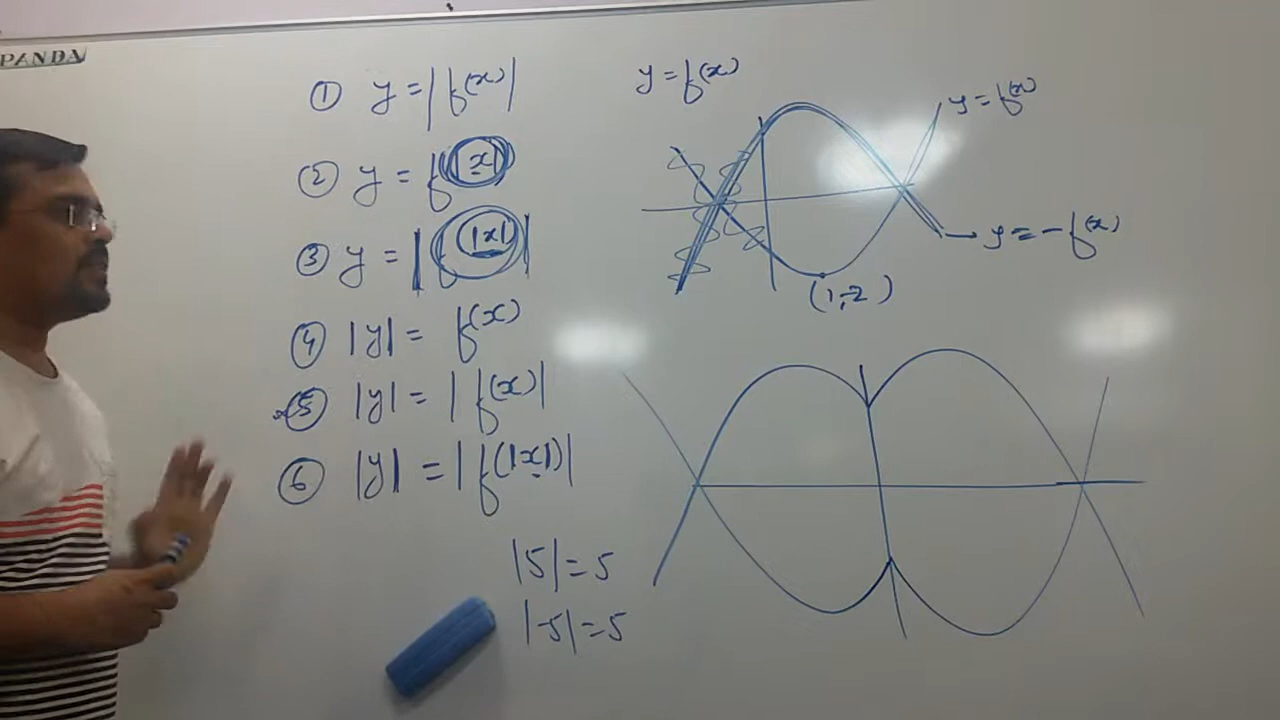 PANDA
① y = |f(x)|
② y = f(|x|)
③ y = |f(|x|)|
④ |y| = f(x)
⑤ |y| = |f(x)|
⑥ |y| = |f(|x|)|
|5| = 5
|-5| = 5
y = f(x)
y = f(x)
y = -f(x)
(1,-2)